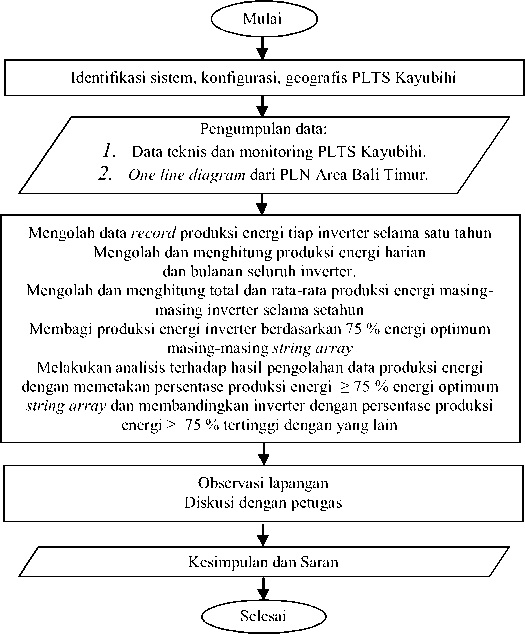 Mulai
Identifikasi sistem, konfigurasi, geografis PLTS Kayubihi
Pengumpulan data:
1. Data teknis dan monitoring PLTS Kayubihi.
2. One line diagram dari PLN Area Bali Timur.
Mengolah data record produksi energi tiap inverter selama satu tahun
Mengolah dan menghitung produksi energi harian
dan bulanan seluruh inverter.
Mengolah dan menghitung total dan rata-rata produksi energi masing-
masing inverter selama setahun
Membagi produksi energi inverter berdasarkan 75 % energi optimum
masing-masing string array
Melakukan analisis terhadap hasil pengolahan data produksi energi
dengan memetakan persentase produksi energi ≥ 75 % energi optimum
string array dan membandingkan inverter dengan persentase produksi
energi ≥ 75 % tertinggi dengan yang lain
Observasi lapangan
Diskusi dengan petugas
Kesimpulan dan Saran
Selesai